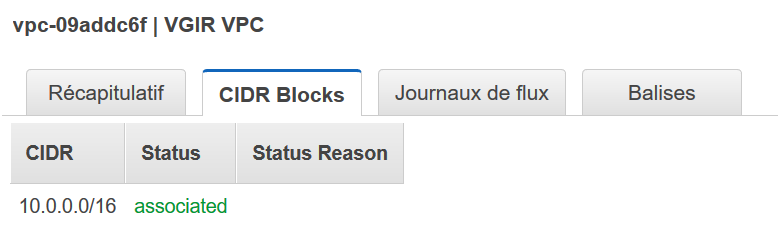 vpc-09addc6f | VGIR VPC
Récapitulatif CIDR Blocks Journaux de flux Balises
CIDR Status Status Reason
10.0.0.0/16 associated